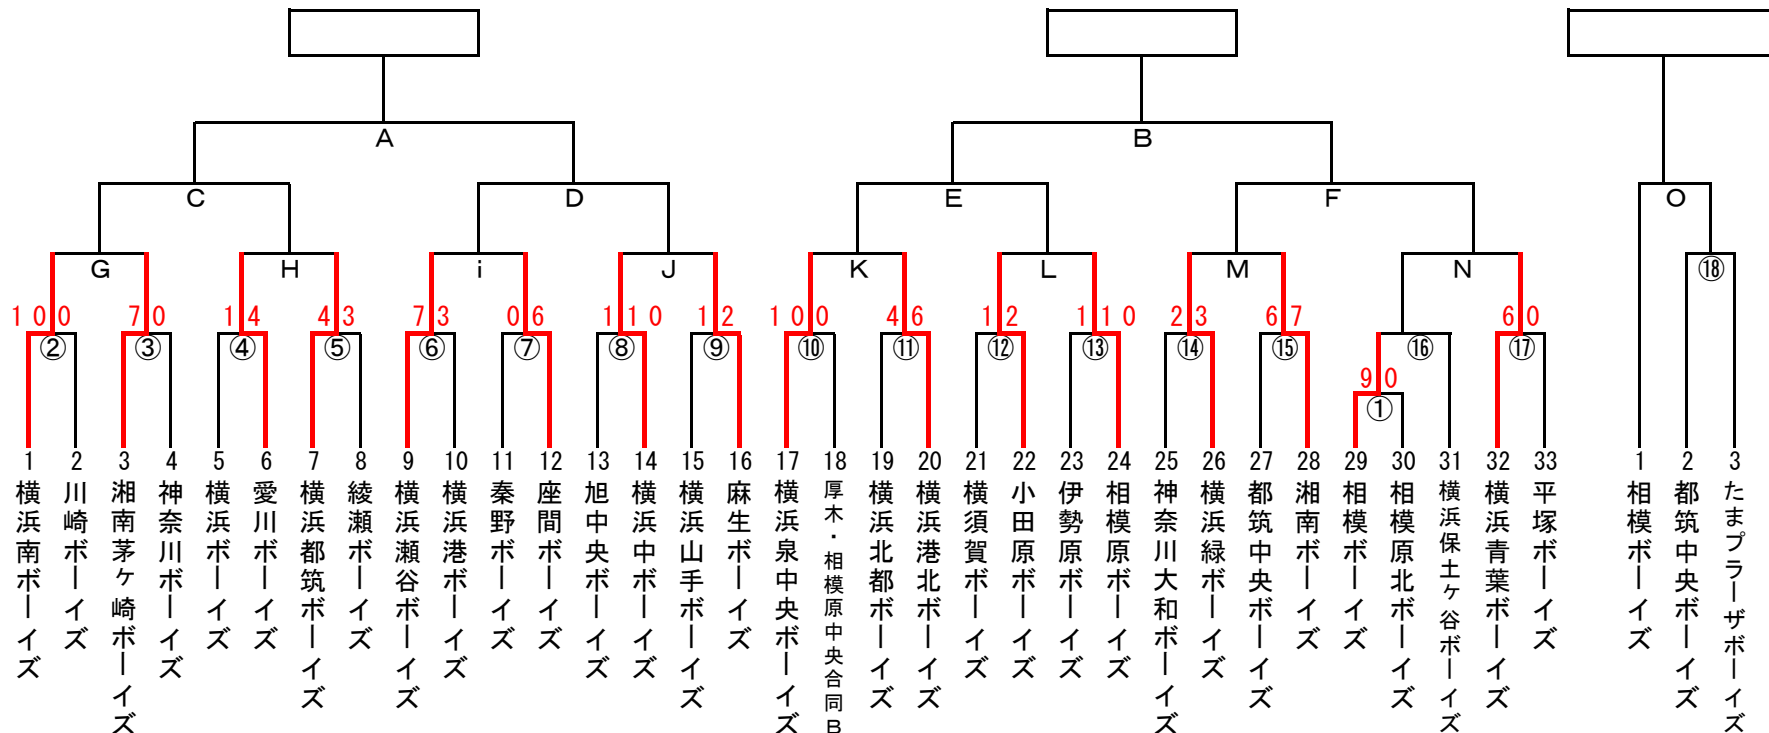 A
B
C
D
E
F
O
G
H
i
J
K
L
M
N
⑱
10 0
7 0
1 4
4 3
7 3
0 6
1 10
1 2
10 0
4 6
1 2
1 10
2 3
6 7
6 0
②
③
④
⑤
⑥
⑦
⑧
⑨
⑩
⑪
⑫
⑬
⑭
⑮
⑯
⑰
9 0
①
1 横浜南ボーイズ
2 川崎ボーイズ
3 湘南茅ヶ崎ボーイズ
4 神奈川ボーイズ
5 横浜ボーイズ
6 愛川ボーイズ
7 横浜都筑ボーイズ
8 綾瀬ボーイズ
9 横浜瀬谷ボーイズ
10 横浜港ボーイズ
11 秦野ボーイズ
12 座間ボーイズ
13 旭中央ボーイズ
14 横浜中ボーイズ
15 横浜山手ボーイズ
16 麻生ボーイズ
17 横浜泉中央ボーイズ
18 厚木・相模原中央合同B
19 横浜北都ボーイズ
20 横浜港北ボーイズ
21 横須賀ボーイズ
22 小田原ボーイズ
23 伊勢原ボーイズ
24 相模原ボーイズ
25 神奈川大和ボーイズ
26 横浜緑ボーイズ
27 都筑中央ボーイズ
28 湘南ボーイズ
29 相模ボーイズ
30 相模原北ボーイズ
31 横浜保土ヶ谷ボーイズ
32 横浜青葉ボーイズ
33 平塚ボーイズ
1 相模ボーイズ
2 都筑中央ボーイズ
3 たまプラーザボーイズ